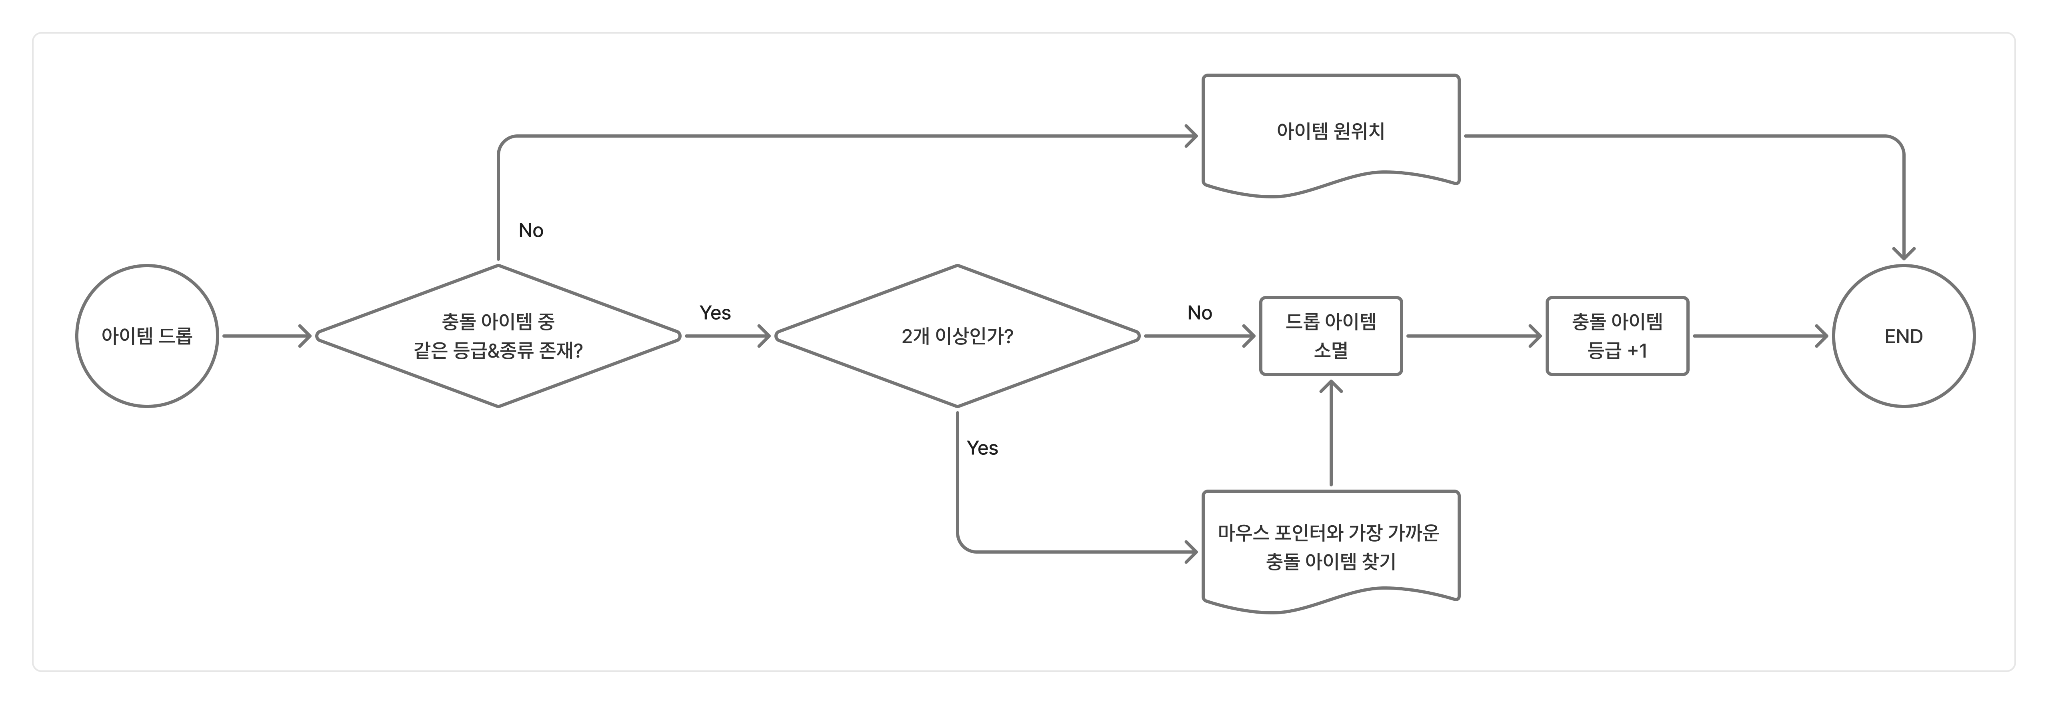 아이템 원위치
No
아이템 드롭
충돌 아이템 중
같은 등급&종류 존재?
Yes
2개 이상인가?
No
드롭 아이템
소멸
충돌 아이템
등급 +1
END
Yes
마우스 포인터와 가장 가까운
충돌 아이템 찾기